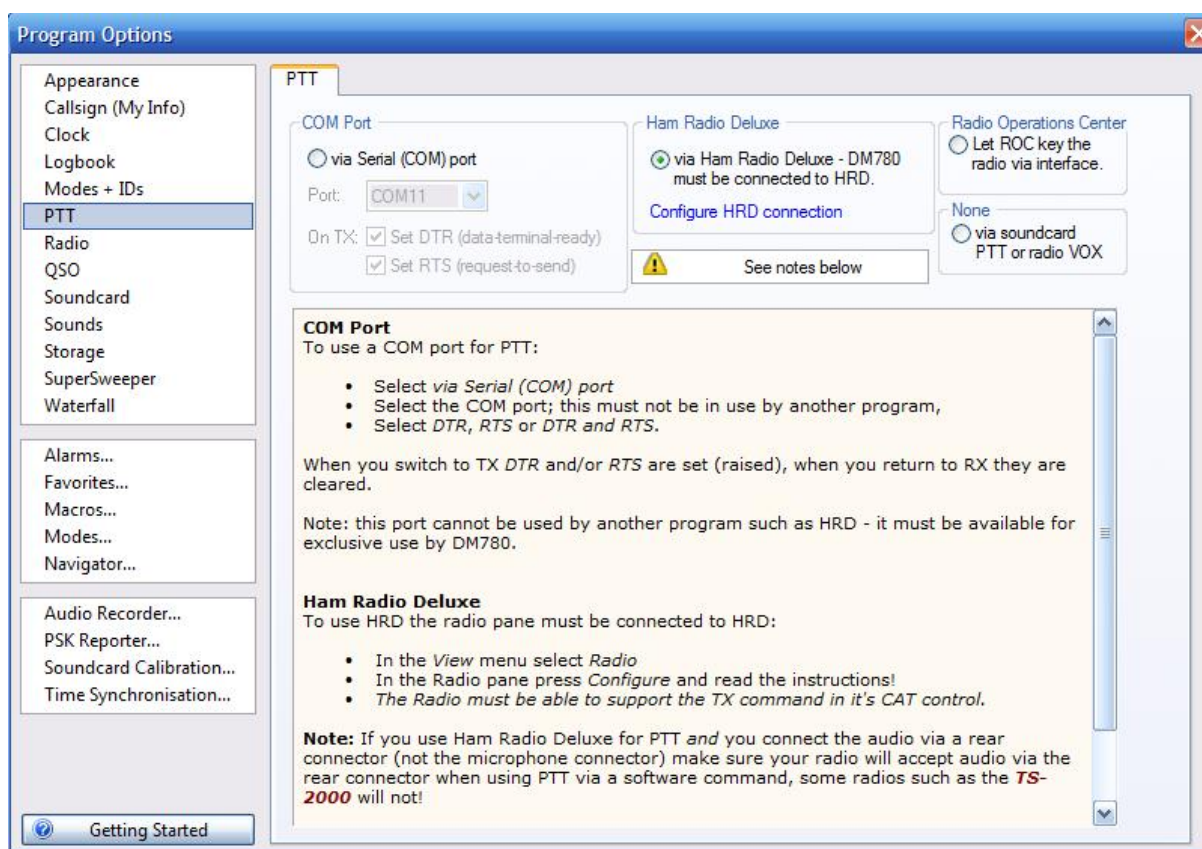 Program Options
Appearance
Callsign (My Info)
Clock
Logbook
Modes + IDs
PTT
Radio
QSO
Soundcard
Sounds
Storage
SuperSweeper
Waterfall
Alarms...
Favorites...
Macros...
Modes...
Navigator...
Audio Recorder...
PSK Reporter...
Soundcard Calibration...
Time Synchronisation...
Getting Started
PTT
COM Port
via Serial (COM) port
Port: COM11
On TX: Set DTR (data-terminal-ready)
Set RTS (request-to-send)
Ham Radio Deluxe
via Ham Radio Deluxe - DM780
must be connected to HRD.
Configure HRD connection
See notes below
Radio Operations Center
Let ROC key the
radio via interface.
None
via soundcard
PTT or radio VOX
COM Port
To use a COM port for PTT:
• Select via Serial (COM) port
• Select the COM port; this must not be in use by another program,
• Select DTR, RTS or DTR and RTS.
When you switch to TX DTR and/or RTS are set (raised), when you return to RX they are
cleared.
Note: this port cannot be used by another program such as HRD - it must be available for
exclusive use by DM780.
Ham Radio Deluxe
To use HRD the radio pane must be connected to HRD:
• In the View menu select Radio
• In the Radio pane press Configure and read the instructions!
• The Radio must be able to support the TX command in it's CAT control.
Note: If you use Ham Radio Deluxe for PTT and you connect the audio via a rear
connector (not the microphone connector) make sure your radio will accept audio via the
rear connector when using PTT via a software command, some radios such as the TS-
2000 will not!